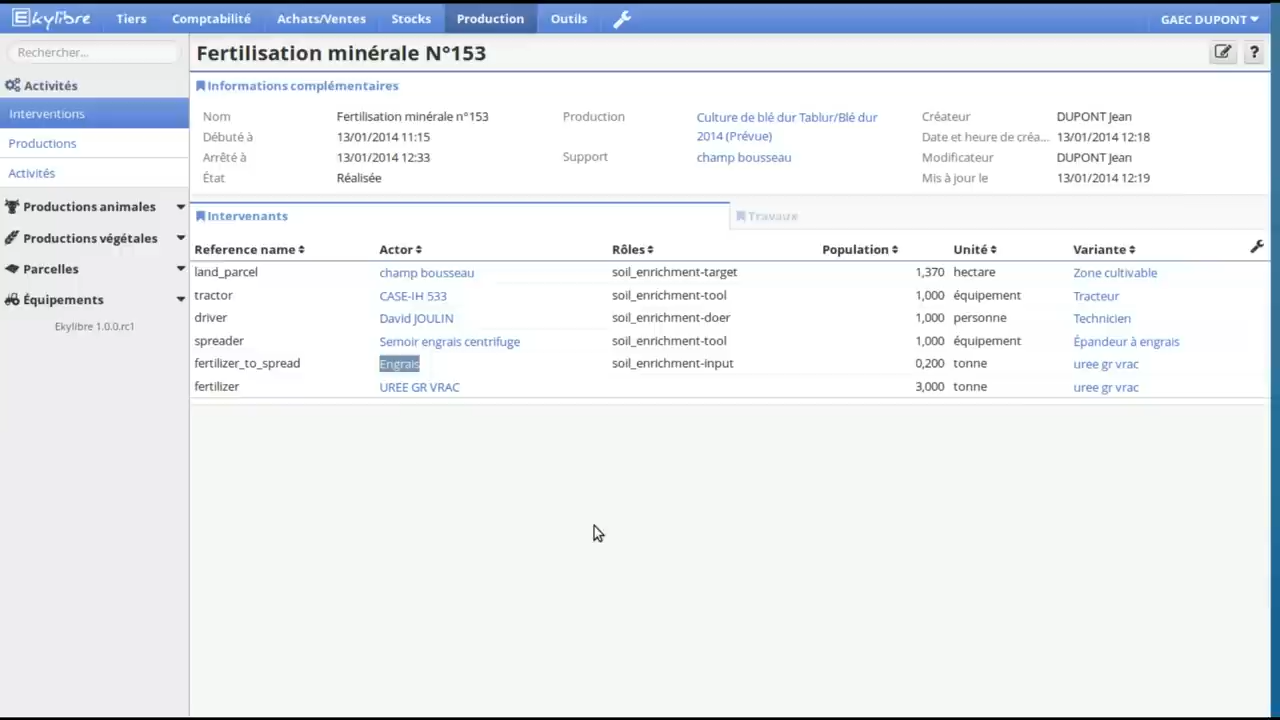 Ekylibre Tiers Comptabilité Achats/Ventes Stocks Production Outils GAEC DUPONT
Rechercher...
Activités
Interventions
Productions
Activités
Productions animales
Productions végétales
Parcelles
Équipements
Ekylibre 1.0.0.rc1
Fertilisation minérale N°153 ?
Informations complémentaires
Nom Fertilisation minérale n°153
Débuté à 13/01/2014 11:15
Arrêté à 13/01/2014 12:33
État Réalisée
Production Culture de blé dur Tablur/Blé dur
2014 (Prévue)
Support champ bousseau
Créateur DUPONT Jean
Date et heure de créa... 13/01/2014 12:18
Modificateur DUPONT Jean
Mis à jour le 13/01/2014 12:19
Intervenants Travaux
Reference name Actor Rôles Population Unité Variante
land_parcel champ bousseau soil_enrichment-target 1,370 hectare Zone cultivable
tractor CASE-IH 533 soil_enrichment-tool 1,000 équipement Tracteur
driver David JOULIN soil_enrichment-doer 1,000 personne Technicien
spreader Semoir engrais centrifuge soil_enrichment-tool 1,000 équipement Épandeur à engrais
fertilizer_to_spread Engrais soil_enrichment-input 0,200 tonne uree gr vrac
fertilizer UREE GR VRAC 3,000 tonne uree gr vrac